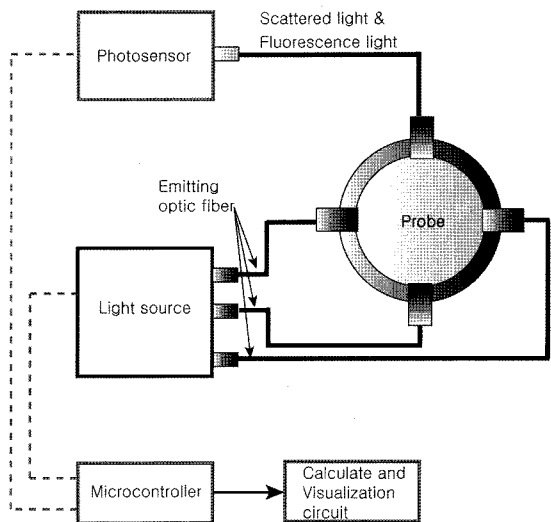 Scattered light &
Fluorescence light
Photosensor
Emitting
optic fiber
Probe
Light source
Microcontroller
Calculate and
Visualization
circuit